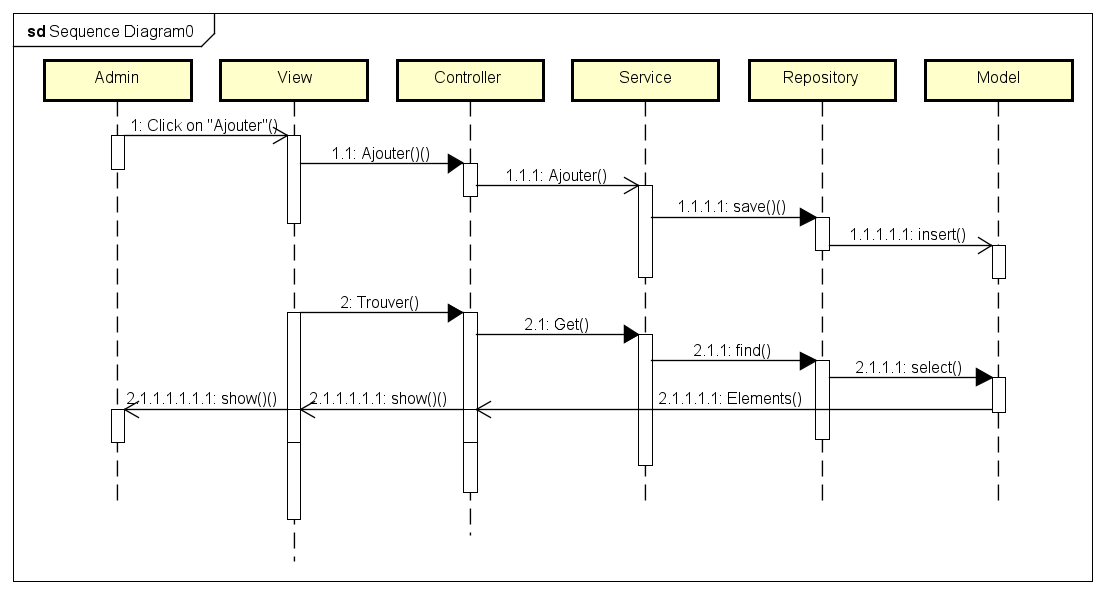 sd Sequence Diagram0
Admin
View
Controller
Service
Repository
Model
1: Click on "Ajouter"()
1.1: Ajouter()()
1.1.1: Ajouter()
1.1.1.1: save()()
1.1.1.1.1: insert()
2: Trouver()
2.1: Get()
2.1.1: find()
2.1.1.1: select()
2.1.1.1.1.1.1: show()()
2.1.1.1.1.1: show()()
2.1.1.1.1: Elements()